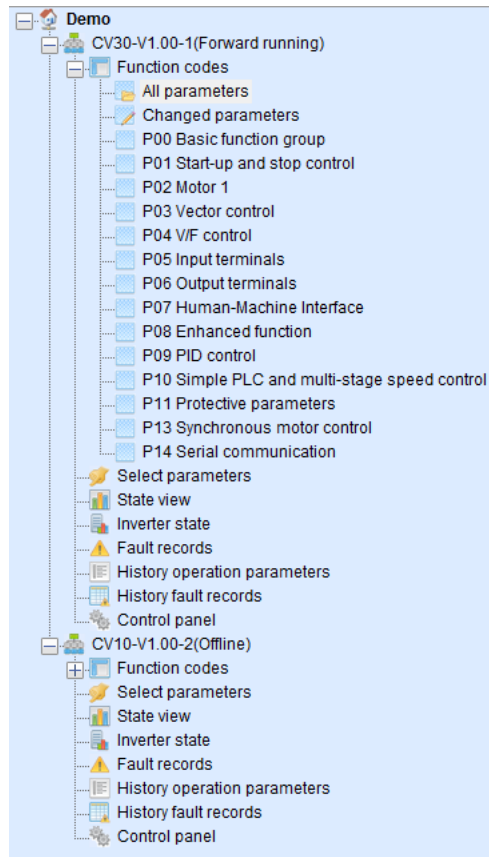 Demo
CV30-V1.00-1(Forward running)
Function codes
All parameters
Changed parameters
P00 Basic function group
P01 Start-up and stop control
P02 Motor 1
P03 Vector control
P04 V/F control
P05 Input terminals
P06 Output terminals
P07 Human-Machine Interface
P08 Enhanced function
P09 PID control
P10 Simple PLC and multi-stage speed control
P11 Protective parameters
P13 Synchronous motor control
P14 Serial communication
Select parameters
State view
Inverter state
Fault records
History operation parameters
History fault records
Control panel
CV10-V1.00-2(Offline)
Function codes
Select parameters
State view
Inverter state
Fault records
History operation parameters
History fault records
Control panel